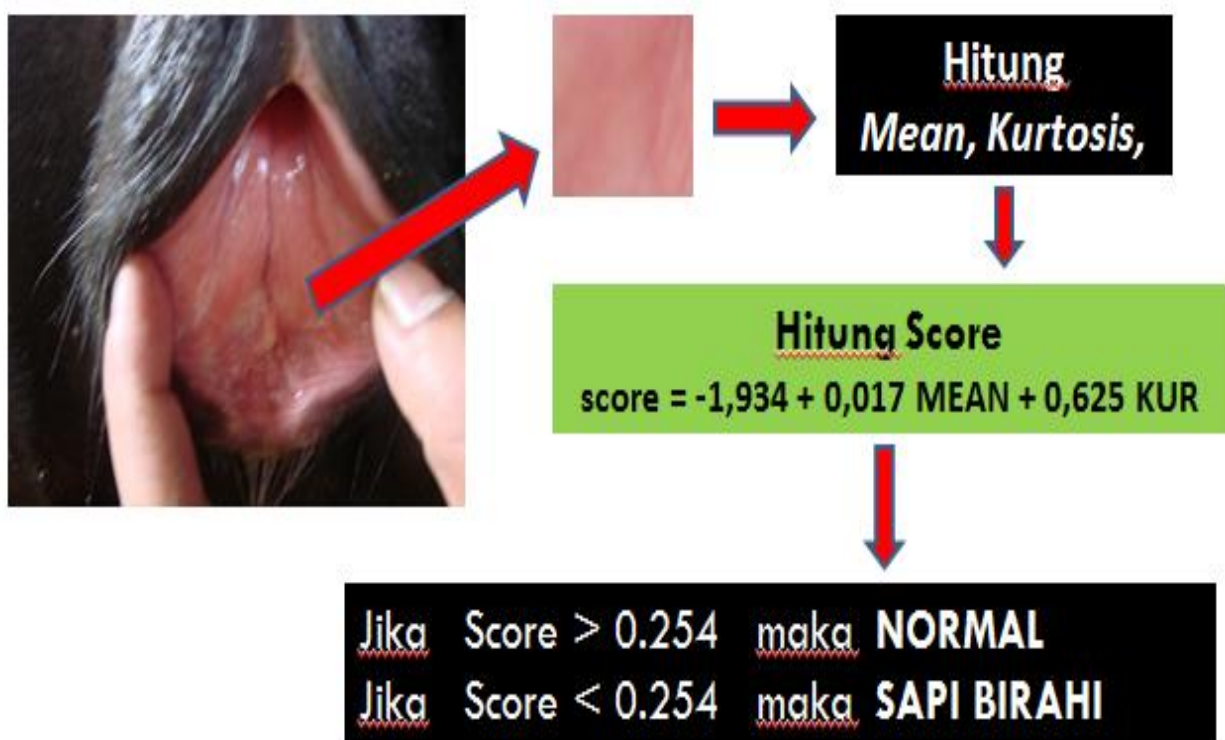 Hitung
Mean, Kurtosis,
Hitung Score
score = -1,934 + 0,017 MEAN + 0,625 KUR
Jika Score > 0.254 maka NORMAL
Jika Score < 0.254 maka SAPI BIRAHI